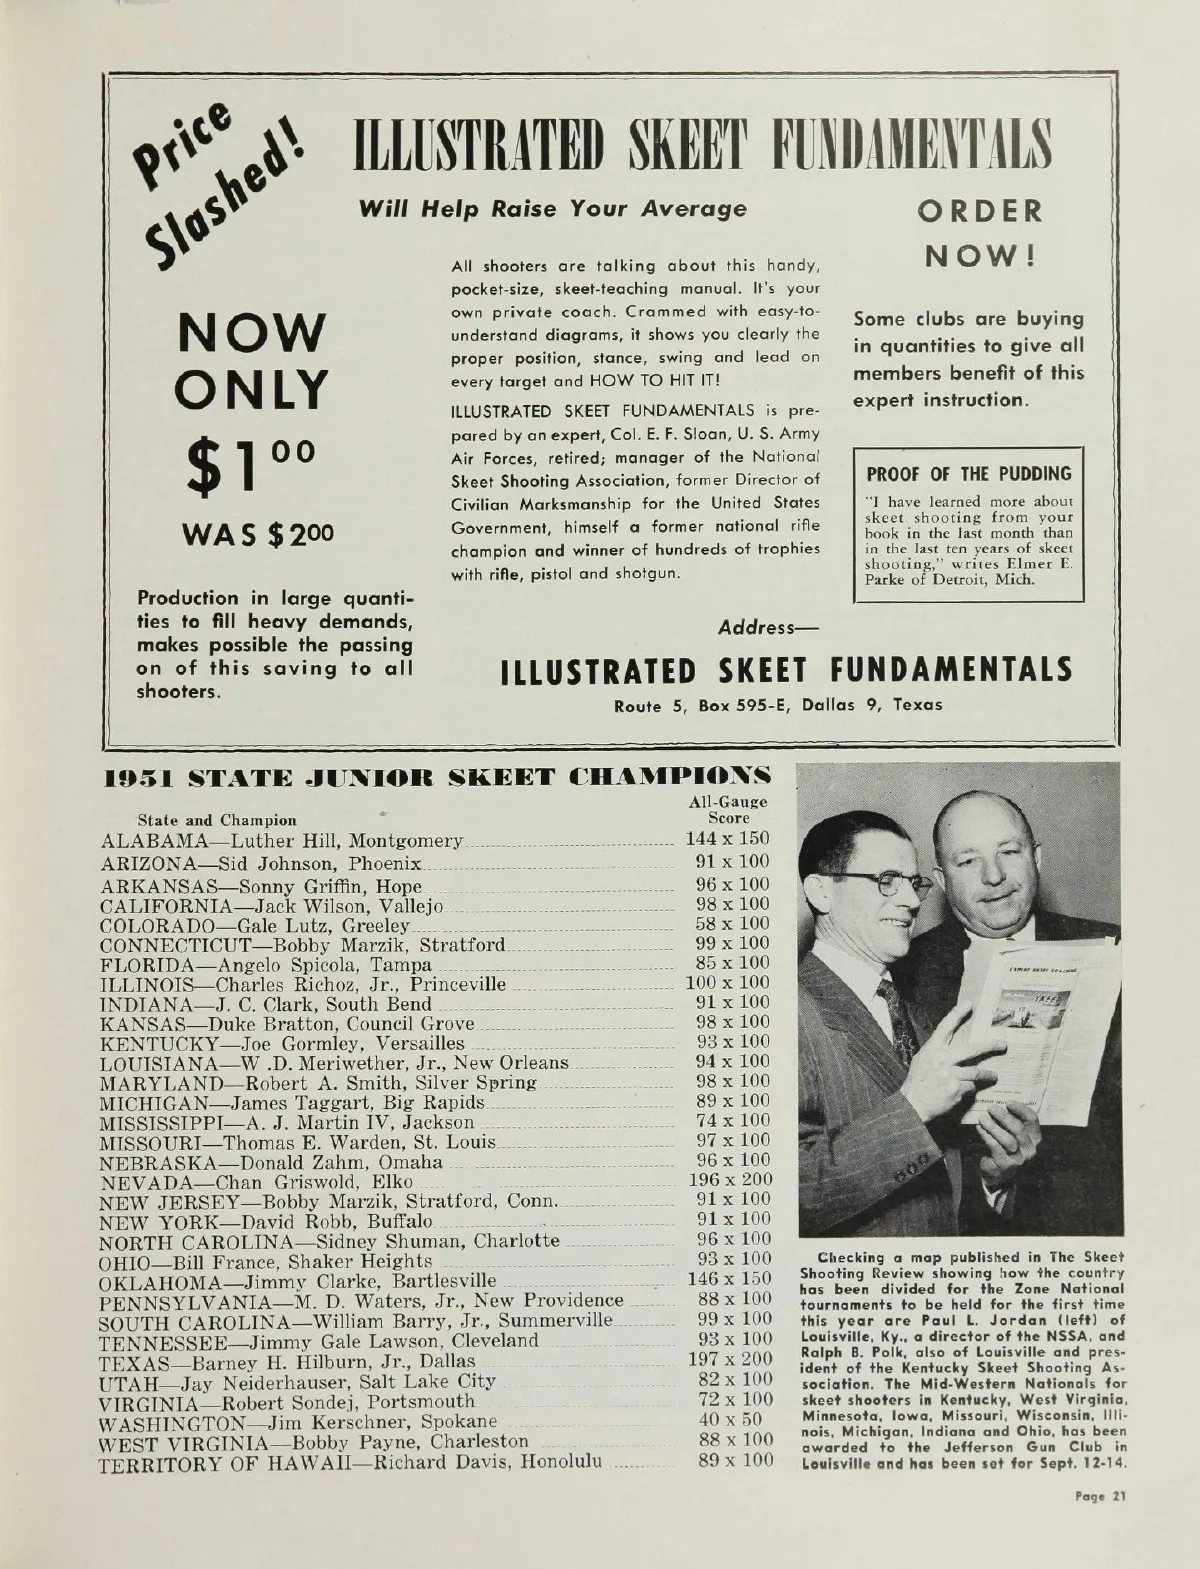 Price
Slashed!
ILLUSTRATED SKEET FUNDAMENTALS
Will Help Raise Your Average
NOW
ONLY
$1 00
WAS $200
Production in large quanti-
ties to fill heavy demands,
makes possible the passing
on of this saving to all
shooters.
All shooters are talking about this handy,
pocket-size, skeet-teaching manual. It's your
own private coach. Crammed with easy-to-
understand diagrams, it shows you clearly the
proper position, stance, swing and lead on
every target and HOW TO HIT IT!
ILLUSTRATED SKEET FUNDAMENTALS is pre-
pared by an expert, Col. E. F. Sloan, U. S. Army
Air Forces, retired; manager of the National
Skeet Shooting Association, former Director of
Civilian Marksmanship for the United States
Government, himself a former national rifle
champion and winner of hundreds of trophies
with rifle, pistol and shotgun.
ORDER
NOW!
Some clubs are buying
in quantities to give all
members benefit of this
expert instruction.
PROOF OF THE PUDDING
"I have learned more about
skeet shooting from your
book in the last month than
in the last ten years of skeet
shooting," writes Elmer E.
Parke of Detroit, Mich.
Address—
ILLUSTRATED SKEET FUNDAMENTALS
Route 5, Box 595-E, Dallas 9, Texas
1951 STATE JUNIOR SKEET CHAMPIONS
All-Gauge
State and Champion Score
ALABAMA—Luther Hill, Montgomery 144 x 150
ARIZONA—Sid Johnson, Phoenix 91 x 100
ARKANSAS—Sonny Griffin, Hope 96 x 100
CALIFORNIA—Jack Wilson, Vallejo 98 x 100
COLORADO—Gale Lutz, Greeley 58 x 100
CONNECTICUT—Bobby Marzik, Stratford 99 x 100
FLORIDA—Angelo Spicola, Tampa 85 x 100
ILLINOIS—Charles Richoz, Jr., Princeville 100 x 100
INDIANA—J. C. Clark, South Bend 91 x 100
KANSAS—Duke Bratton, Council Grove 98 x 100
KENTUCKY—Joe Gormley, Versailles 93 x 100
LOUISIANA—W .D. Meriwether, Jr., New Orleans 94 x 100
MARYLAND—Robert A. Smith, Silver Spring 98 x 100
MICHIGAN—James Taggart, Big Rapids 89 x 100
MISSISSIPPI—A. J. Martin IV, Jackson 74 x 100
MISSOURI—Thomas E. Warden, St. Louis 97 x 100
NEBRASKA—Donald Zahm, Omaha 96 x 100
NEVADA—Chan Griswold, Elko 196 x 200
NEW JERSEY—Bobby Marzik, Stratford, Conn. 91 x 100
NEW YORK—David Robb, Buffalo 91 x 100
NORTH CAROLINA—Sidney Shuman, Charlotte 96 x 100
OHIO—Bill France, Shaker Heights 93 x 100
OKLAHOMA—Jimmy Clarke, Bartlesville 146 x 150
PENNSYLVANIA—M. D. Waters, Jr., New Providence 88 x 100
SOUTH CAROLINA—William Barry, Jr., Summerville 99 x 100
TENNESSEE—Jimmy Gale Lawson, Cleveland 93 x 100
TEXAS—Barney H. Hilburn, Jr., Dallas 197 x 200
UTAH—Jay Neiderhauser, Salt Lake City 82 x 100
VIRGINIA—Robert Sondej, Portsmouth 72 x 100
WASHINGTON—Jim Kerschner, Spokane 40 x 50
WEST VIRGINIA—Bobby Payne, Charleston 88 x 100
TERRITORY OF HAWAII—Richard Davis, Honolulu 89 x 100
SKEET
Checking a map published in The Skeet
Shooting Review showing how the country
has been divided for the Zone National
tournaments to be held for the first time
this year are Paul L. Jordan (left) of
Louisville, Ky., a director of the NSSA, and
Ralph B. Polk, also of Louisville and pres-
ident of the Kentucky Skeet Shooting As-
sociation. The Mid-Western Nationals for
skeet shooters in Kentucky, West Virginia,
Minnesota, Iowa, Missouri, Wisconsin, Illi-
nois, Michigan, Indiana and Ohio, has been
awarded to the Jefferson Gun Club in
Louisville and has been set for Sept. 12-14.
Page 21